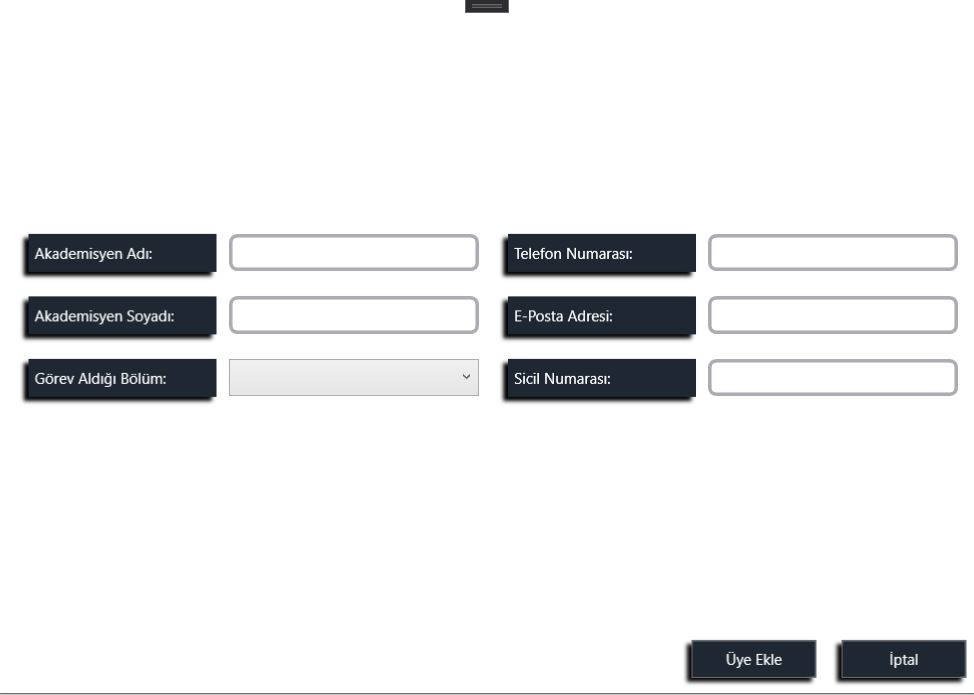 Akademisyen Adı:
Telefon Numarası:
Akademisyen Soyadı:
E-Posta Adresi:
Görev Aldığı Bölüm:
Sicil Numarası:
Üye Ekle
İptal